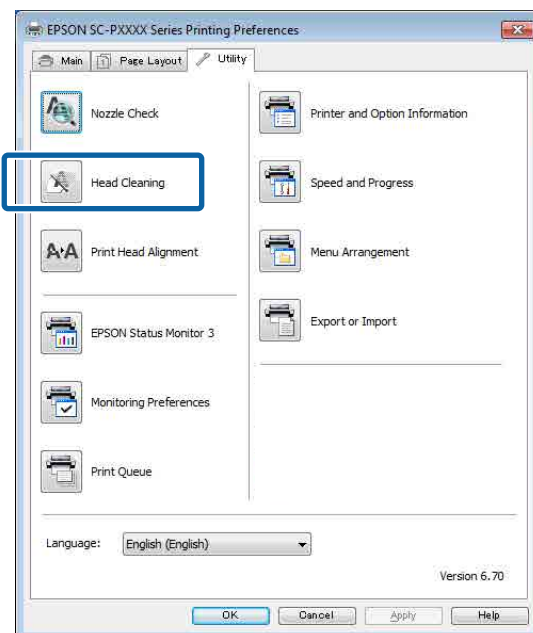 EPSON SC-PXXXX Series Printing Preferences
Main
Page Layout
Utility
Nozzle Check
Head Cleaning
Print Head Alignment
EPSON Status Monitor 3
Monitoring Preferences
Print Queue
Printer and Option Information
Speed and Progress
Menu Arrangement
Export or Import
Language: English (English)
Version 6.70
OK Cancel Apply Help